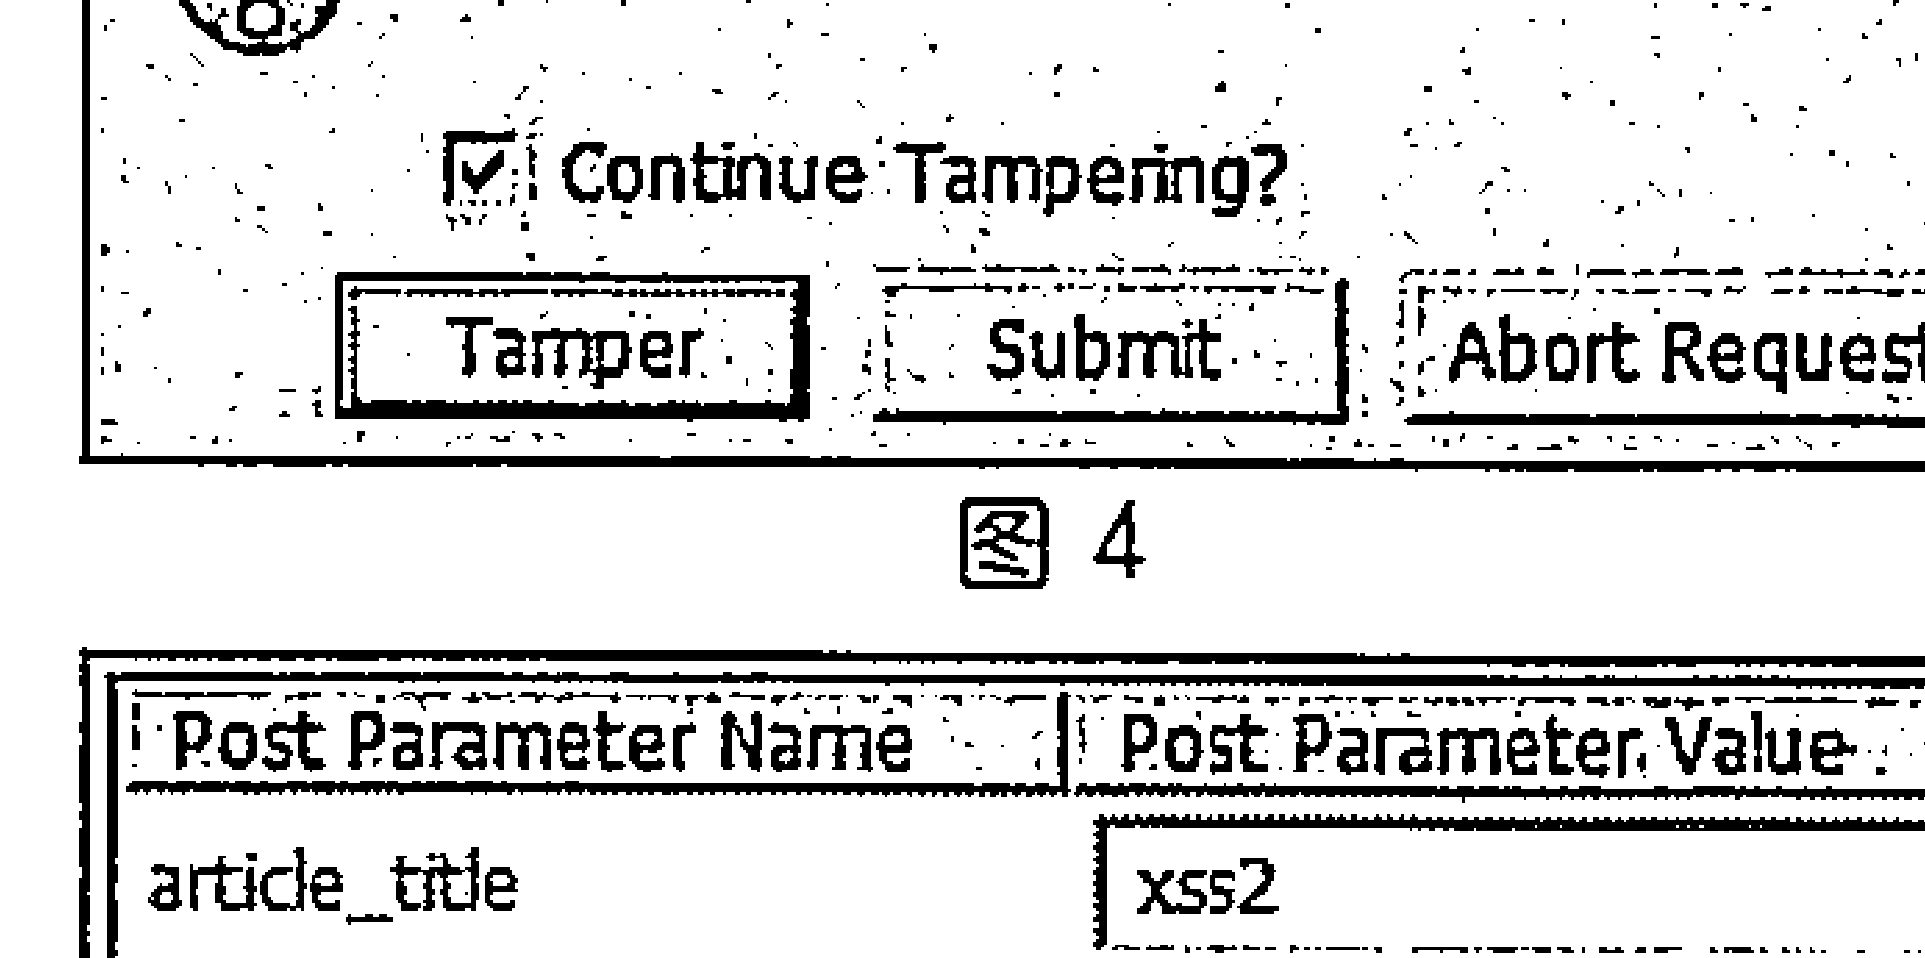 Continue Tampering?
Tamper Submit Abort Request
图 4
Post Parameter Name Post Parameter Value
article_title xss2